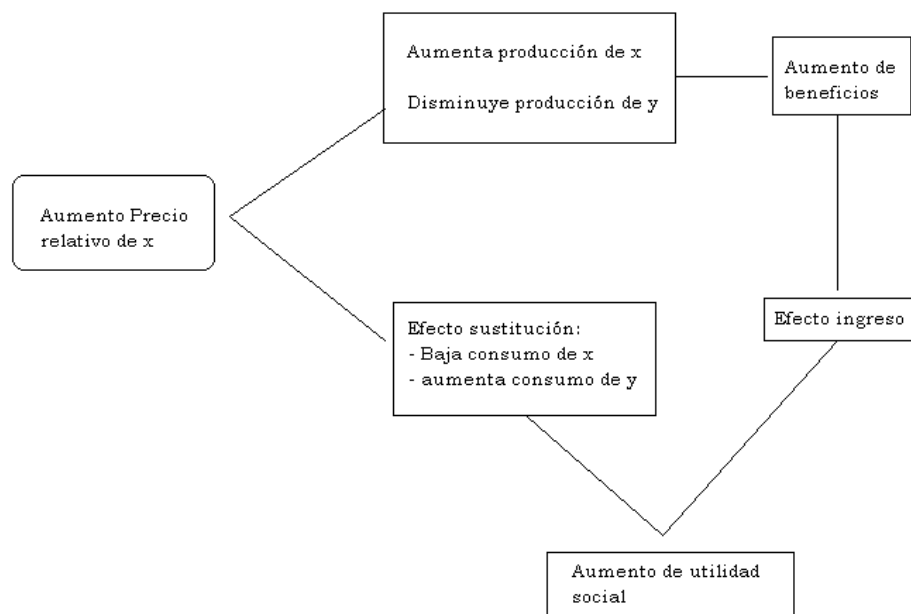 Aumenta producción de x
Disminuye producción de y
Aumento de
beneficios
Aumento Precio
relativo de x
Efecto sustitución:
- Baja consumo de x
- aumenta consumo de y
Efecto ingreso
Aumento de utilidad
social